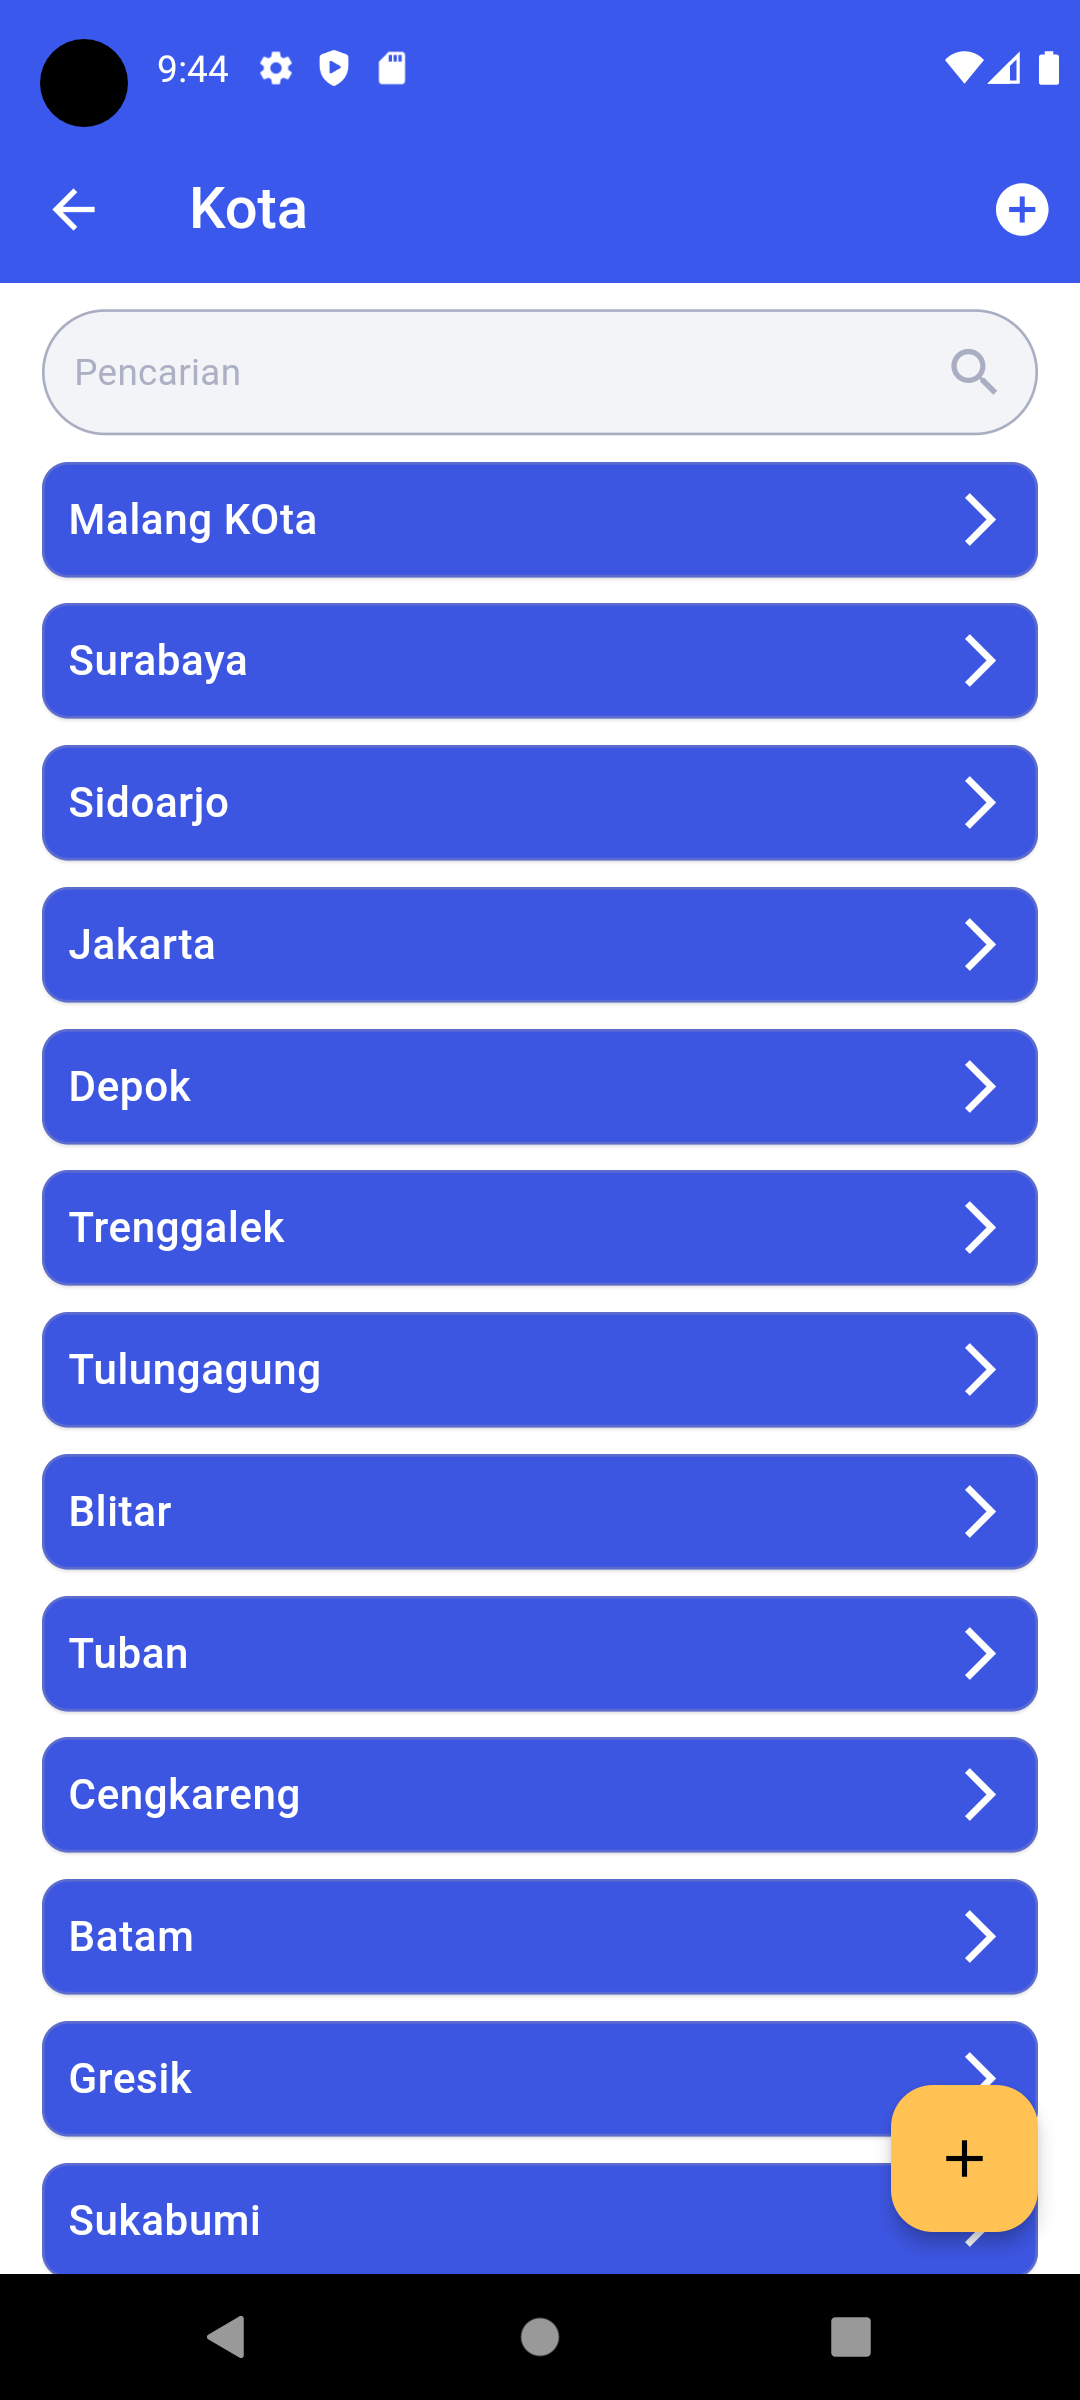 9:44
Kota
Pencarian
Malang KOta
Surabaya
Sidoarjo
Jakarta
Depok
Trenggalek
Tulungagung
Blitar
Tuban
Cengkareng
Batam
Gresik
Sukabumi